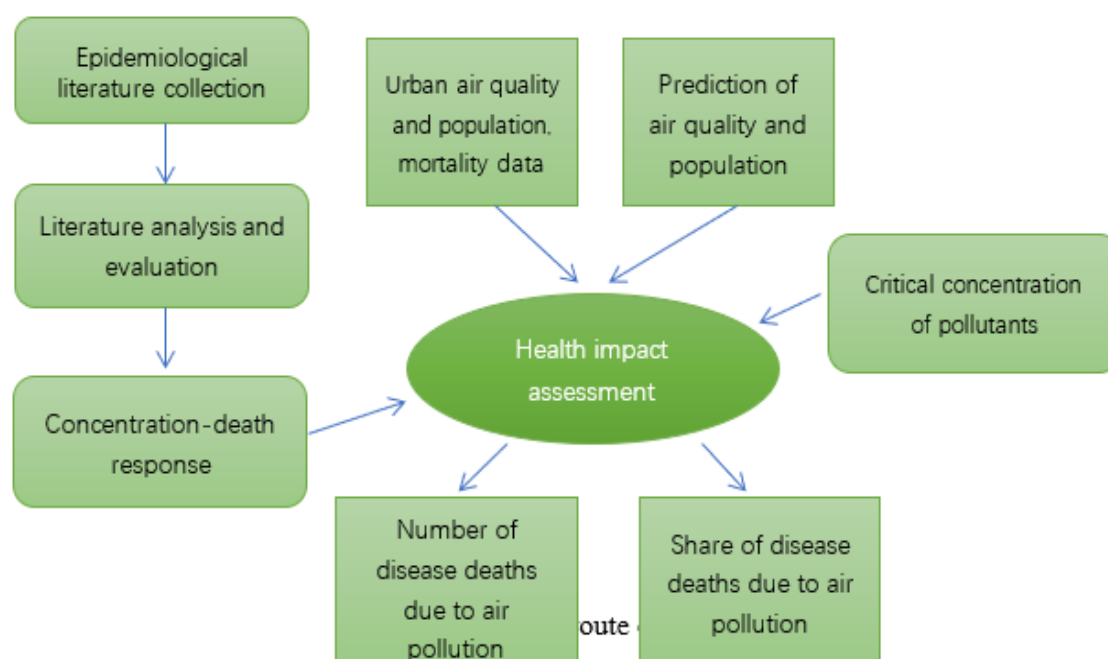 Epidemiological
literature collection
Urban air quality
and population,
mortality data
Prediction of
air quality and
population
Literature analysis and
evaluation
Critical concentration
of pollutants
Health impact
assessment
Concentration-death
response
Number of
disease deaths
due to air
pollution
Share of disease
deaths due to air
pollution
oute